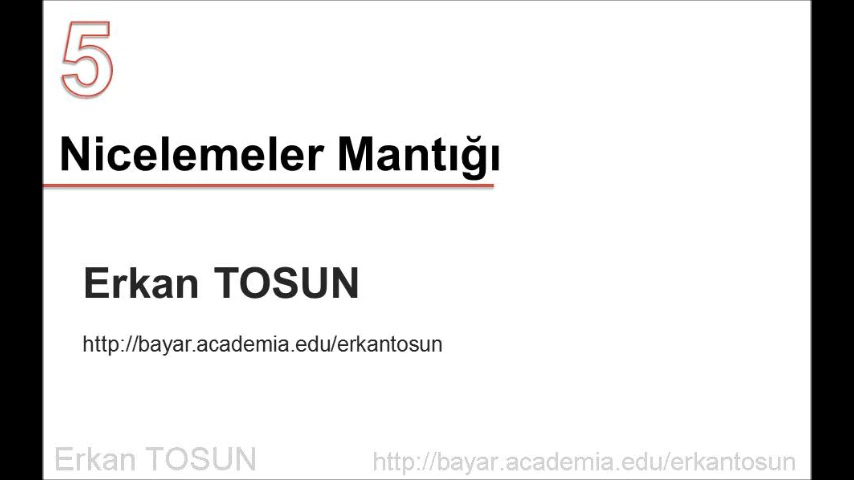 5
Nicelemeler Mantığı
Erkan TOSUN
http://bayar.academia.edu/erkantosun
Erkan TOSUN
http://bayar.academia.edu/erkantosun